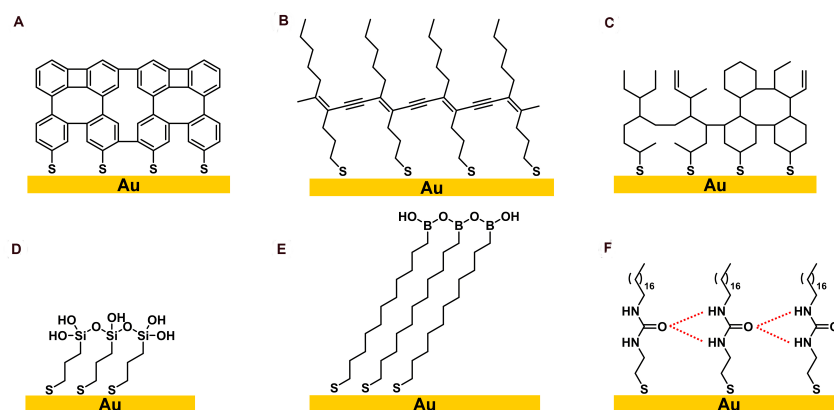 A
S S S S
Au
B
S S S S
Au
C
S S S S
Au
D
HO OH OH
HO Si O Si O Si OH
S S S
Au
E
HO B O B O B OH
S S S
Au
F
( )16 ( )16 ( )16
HN HN HN
O O O
HN HN HN
S S S
Au